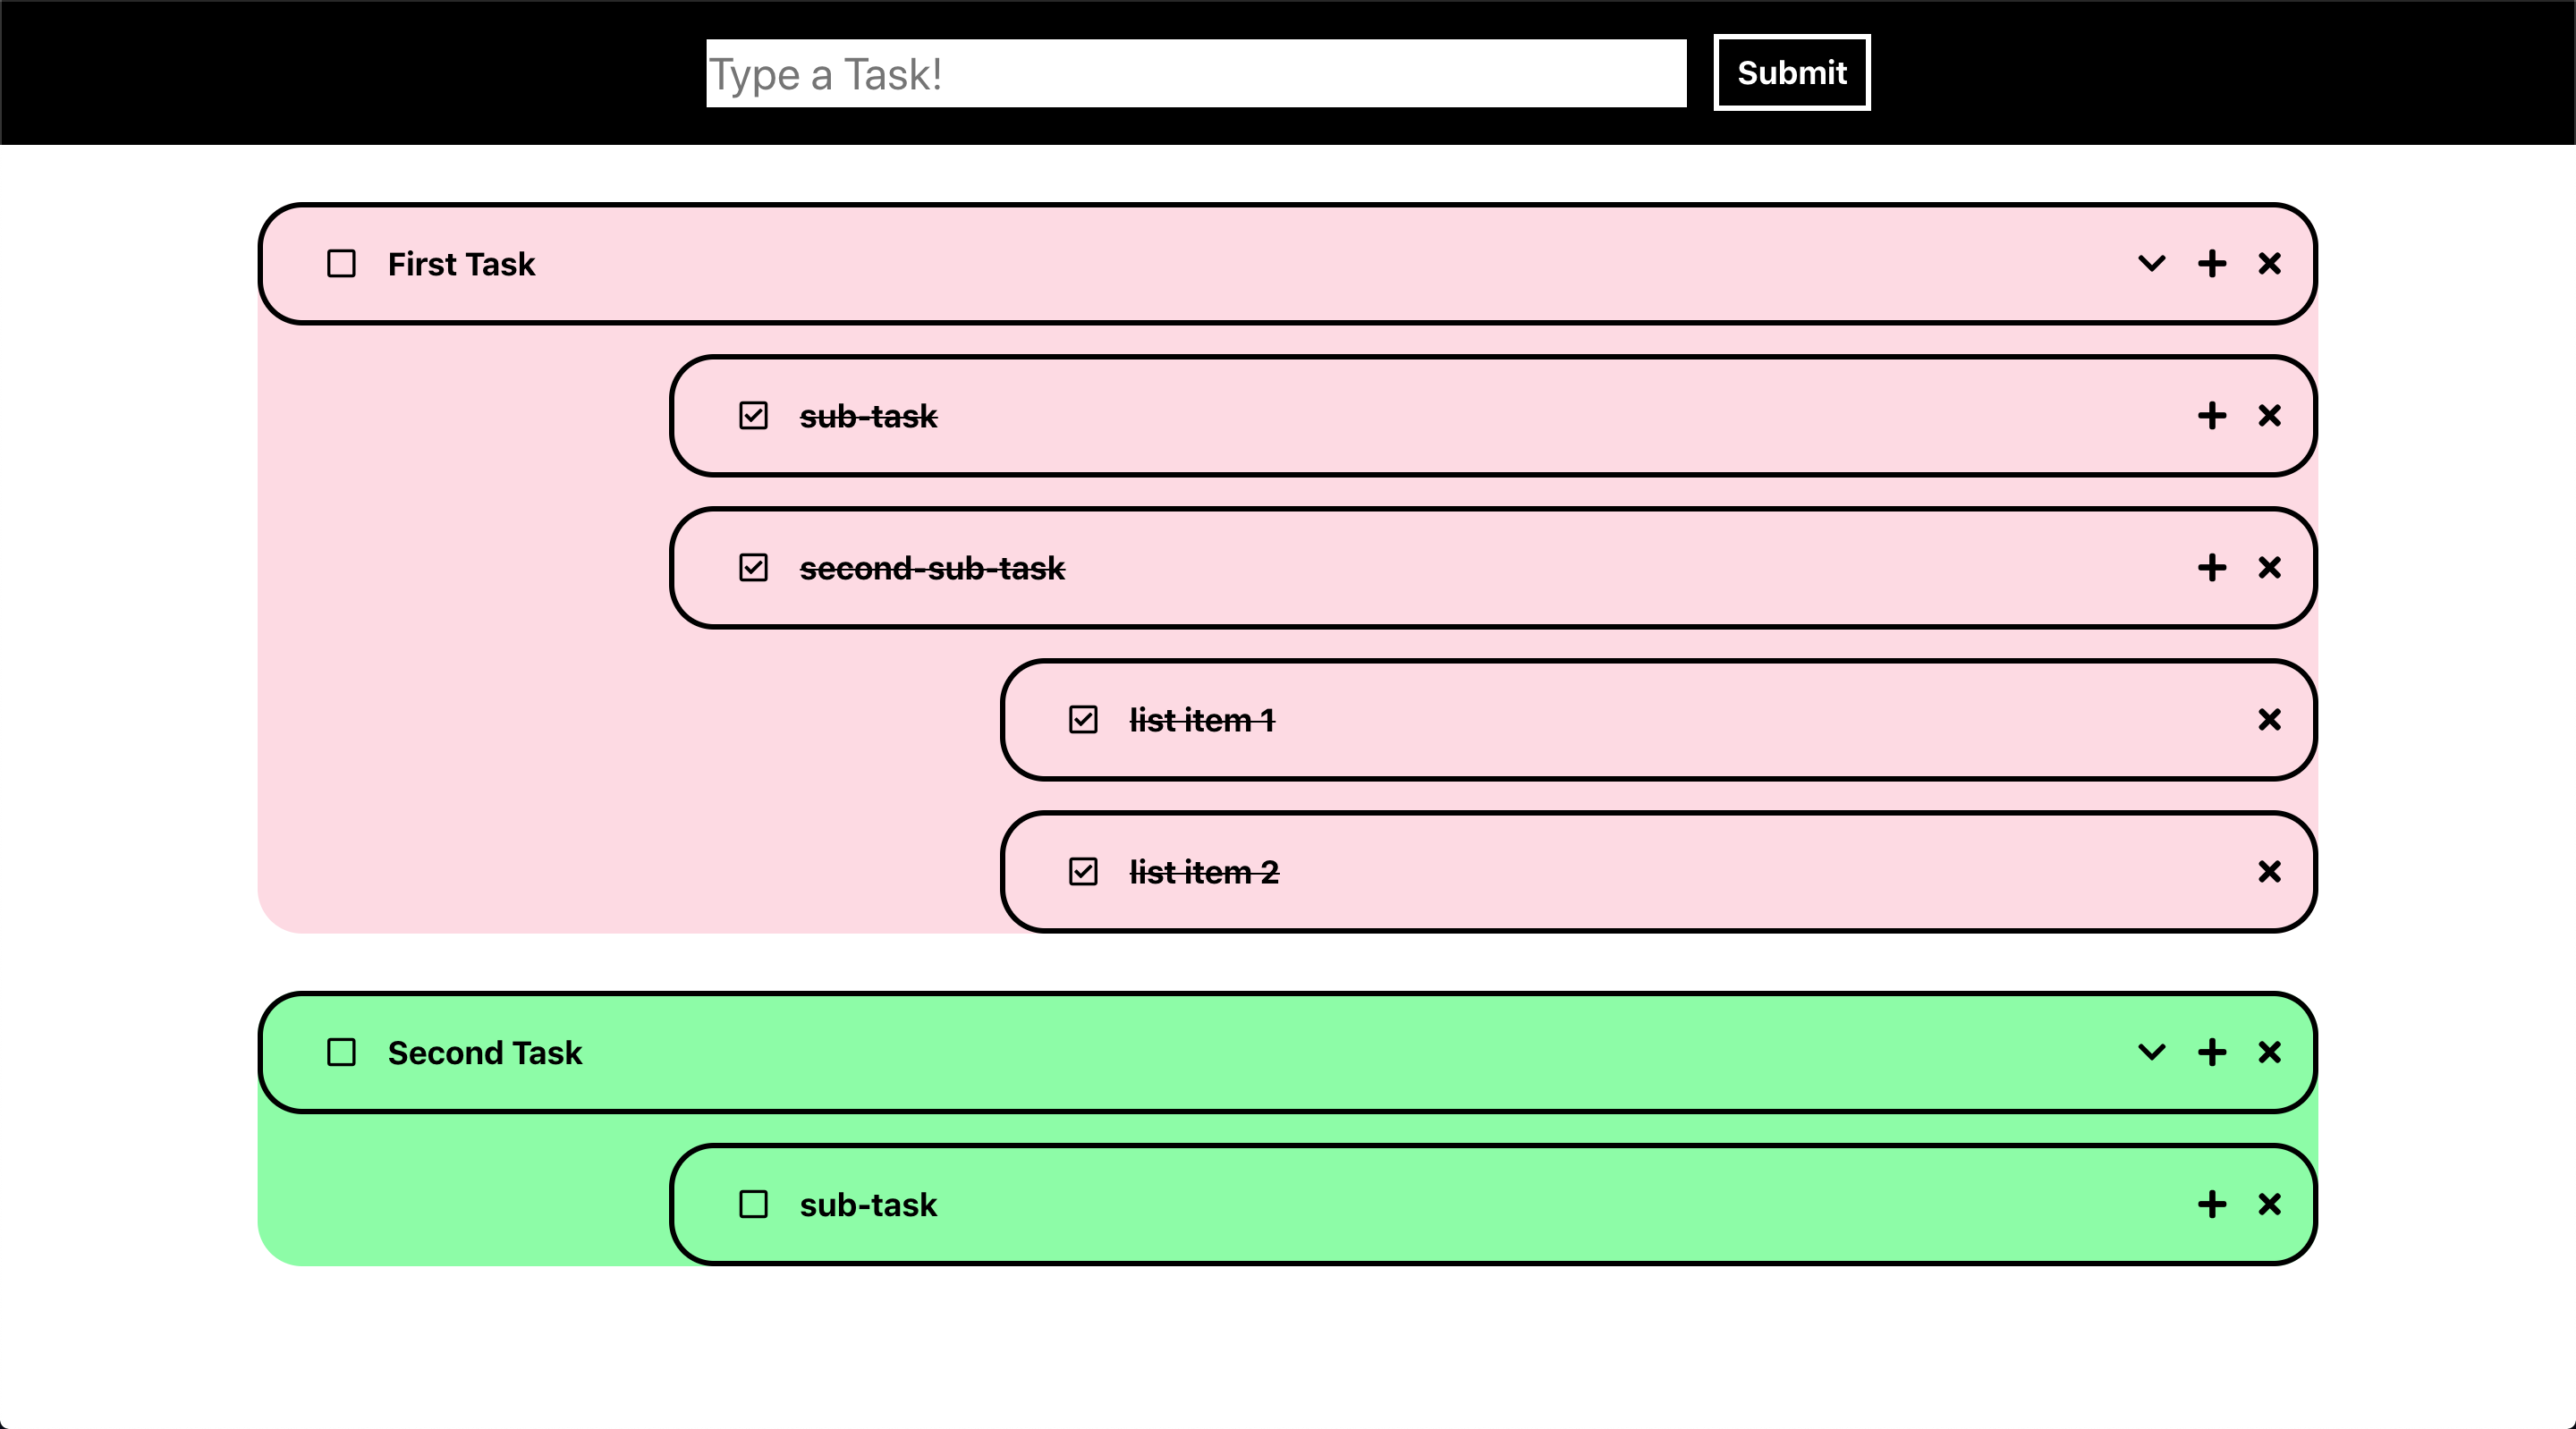 Type a Task!
Submit
First Task
sub-task
second-sub-task
list item 1
list item 2
Second Task
sub-task